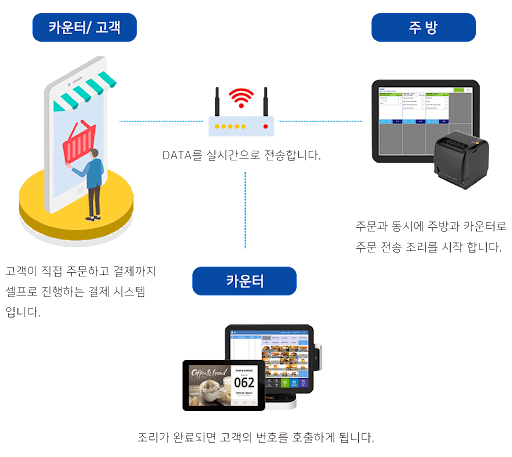 카운터/ 고객
주 방
DATA를 실시간으로 전송합니다.
주문과 동시에 주방과 카운터로
주문 전송 조리를 시작 합니다.
고객이 직접 주문하고 결제까지
셀프로 진행하는 결제 시스템
입니다.
카운터
062
조리가 완료되면 고객의 번호를 호출하게 됩니다.